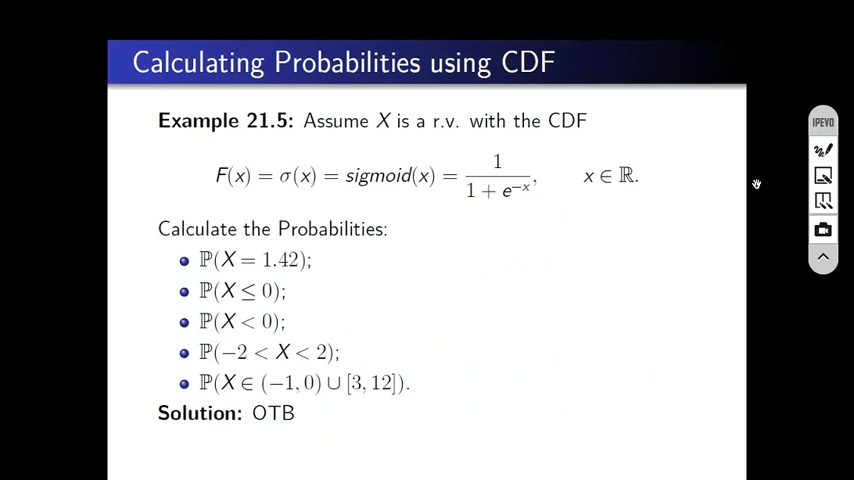 Calculating Probabilities using CDF
Example 21.5: Assume X is a r.v. with the CDF
F(x) = σ(x) = sigmoid(x) = 1 / (1 + e^{-x}), x ∈ ℝ.
Calculate the Probabilities:
ℙ(X = 1.42);
ℙ(X ≤ 0);
ℙ(X < 0);
ℙ(−2 < X < 2);
ℙ(X ∈ (−1, 0) ∪ [3, 12]).
Solution: OTB
IPEVO